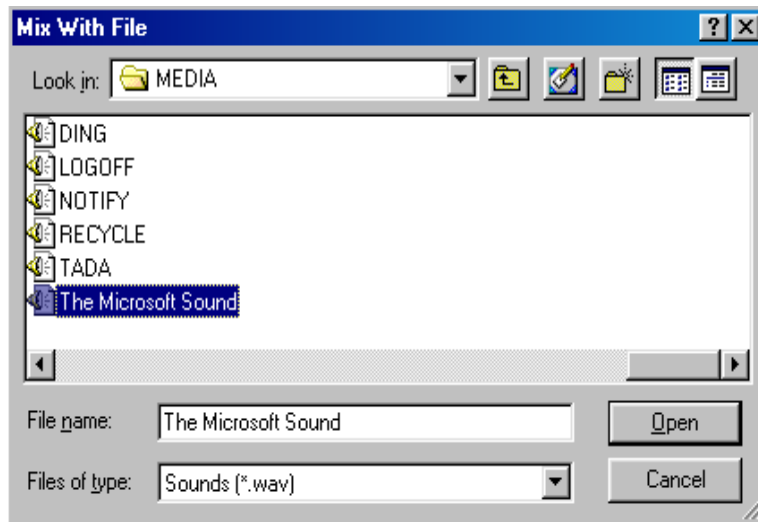 Mix With File
Look in: MEDIA
DING
LOGOFF
NOTIFY
RECYCLE
TADA
The Microsoft Sound
File name: The Microsoft Sound Open
Files of type: Sounds (*.wav) Cancel